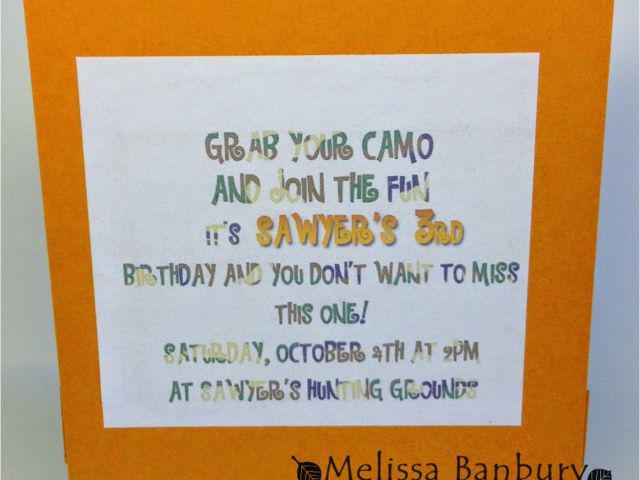 GRAB YOUR CAMO
AND JOIN THE FUN
IT'S SAWYER'S 3RD
BIRTHDAY AND YOU DON'T WANT TO MISS
THIS ONE!
SATURDAY, OCTOBER 4TH AT 2PM
AT SAWYER'S HUNTING GROUNDS
Melissa Banbury